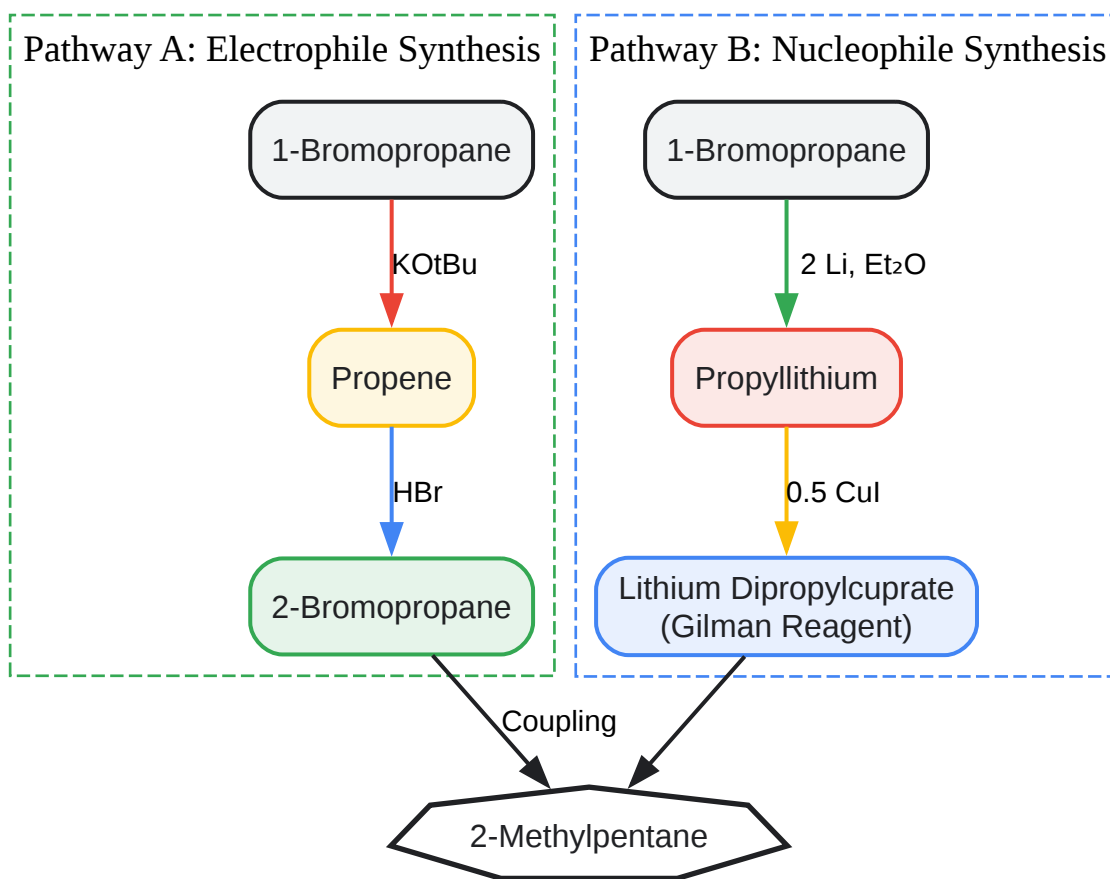 Pathway A: Electrophile Synthesis
1-Bromopropane
KOtBu
Propene
HBr
2-Bromopropane
Pathway B: Nucleophile Synthesis
1-Bromopropane
2 Li, Et₂O
Propyllithium
0.5 CuI
Lithium Dipropylcuprate
(Gilman Reagent)
Coupling
2-Methylpentane